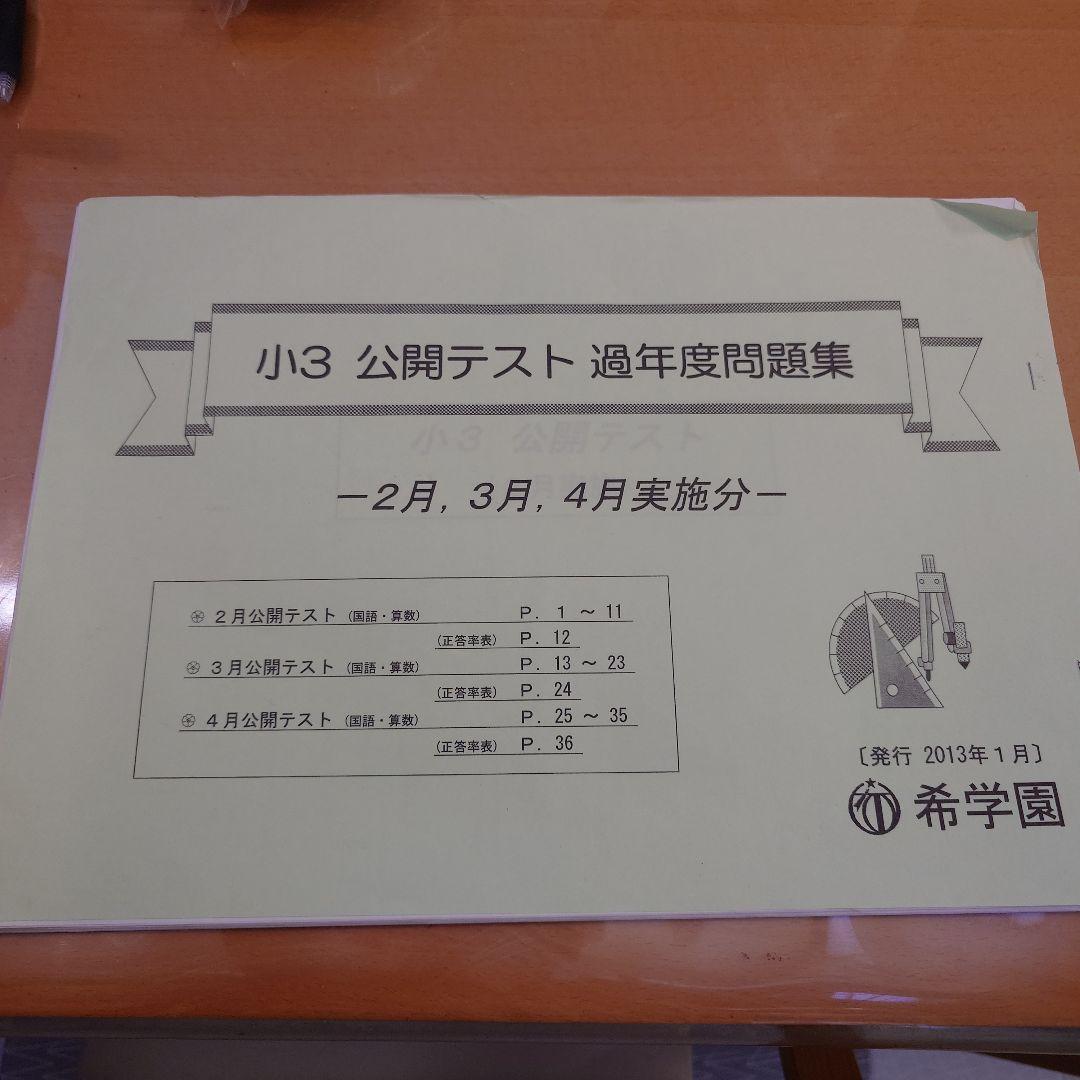 小3 公開テスト 過年度問題集
－2月, 3月, 4月実施分－
2月公開テスト (国語・算数) P. 1 ～ 11
(正答率表) P. 12
3月公開テスト (国語・算数) P. 13 ～ 23
(正答率表) P. 24
4月公開テスト (国語・算数) P. 25 ～ 35
(正答率表) P. 36
〔発行 2013年1月〕
希学園